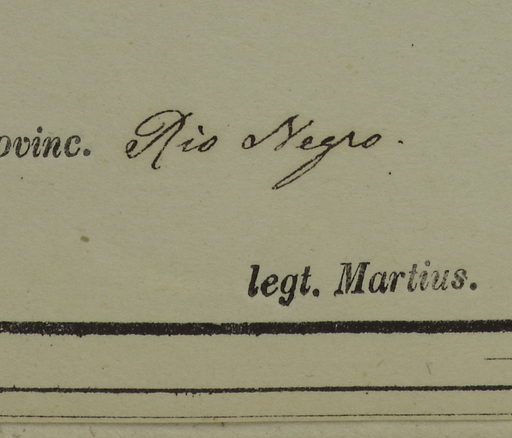 ovinc. Rio Negro.
legt. Martius.